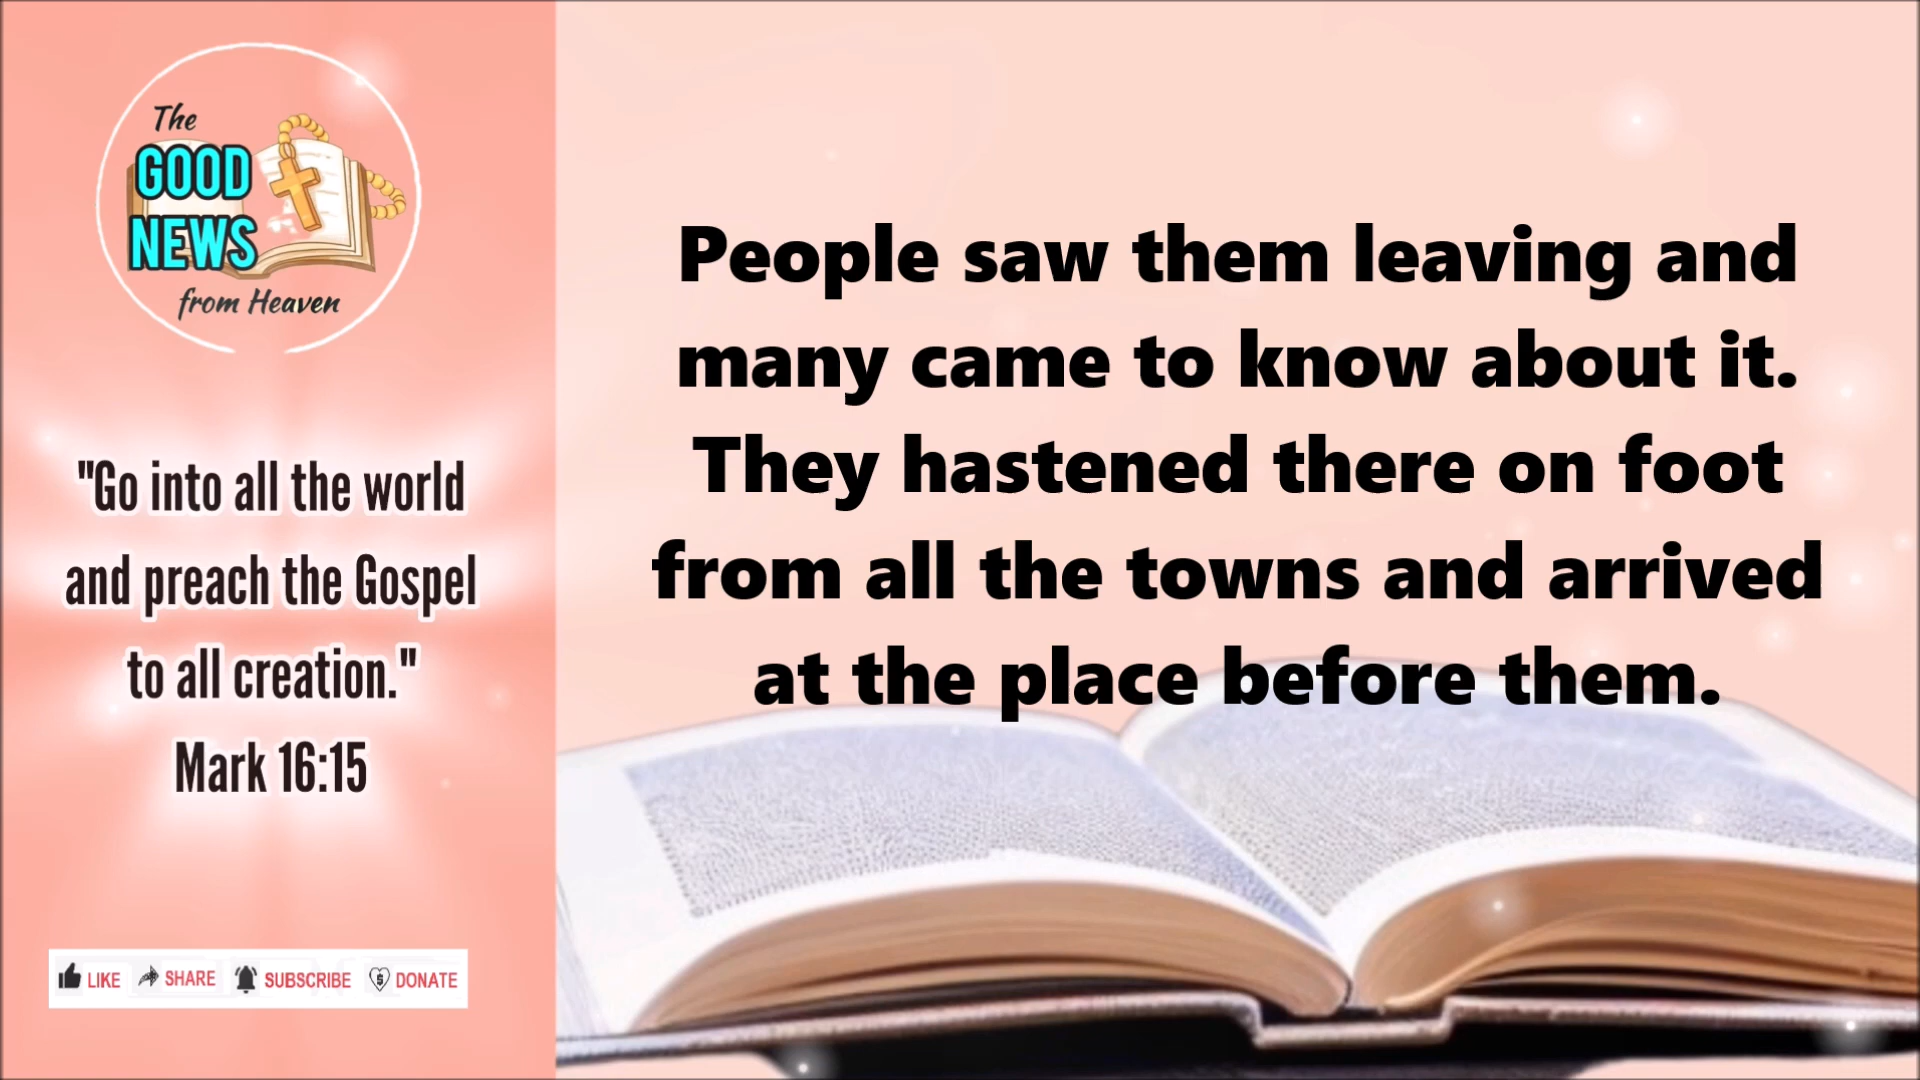 The
GOOD
NEWS
from Heaven
"Go into all the world
and preach the Gospel
to all creation."
Mark 16:15
LIKE SHARE SUBSCRIBE DONATE
People saw them leaving and
many came to know about it.
They hastened there on foot
from all the towns and arrived
at the place before them.